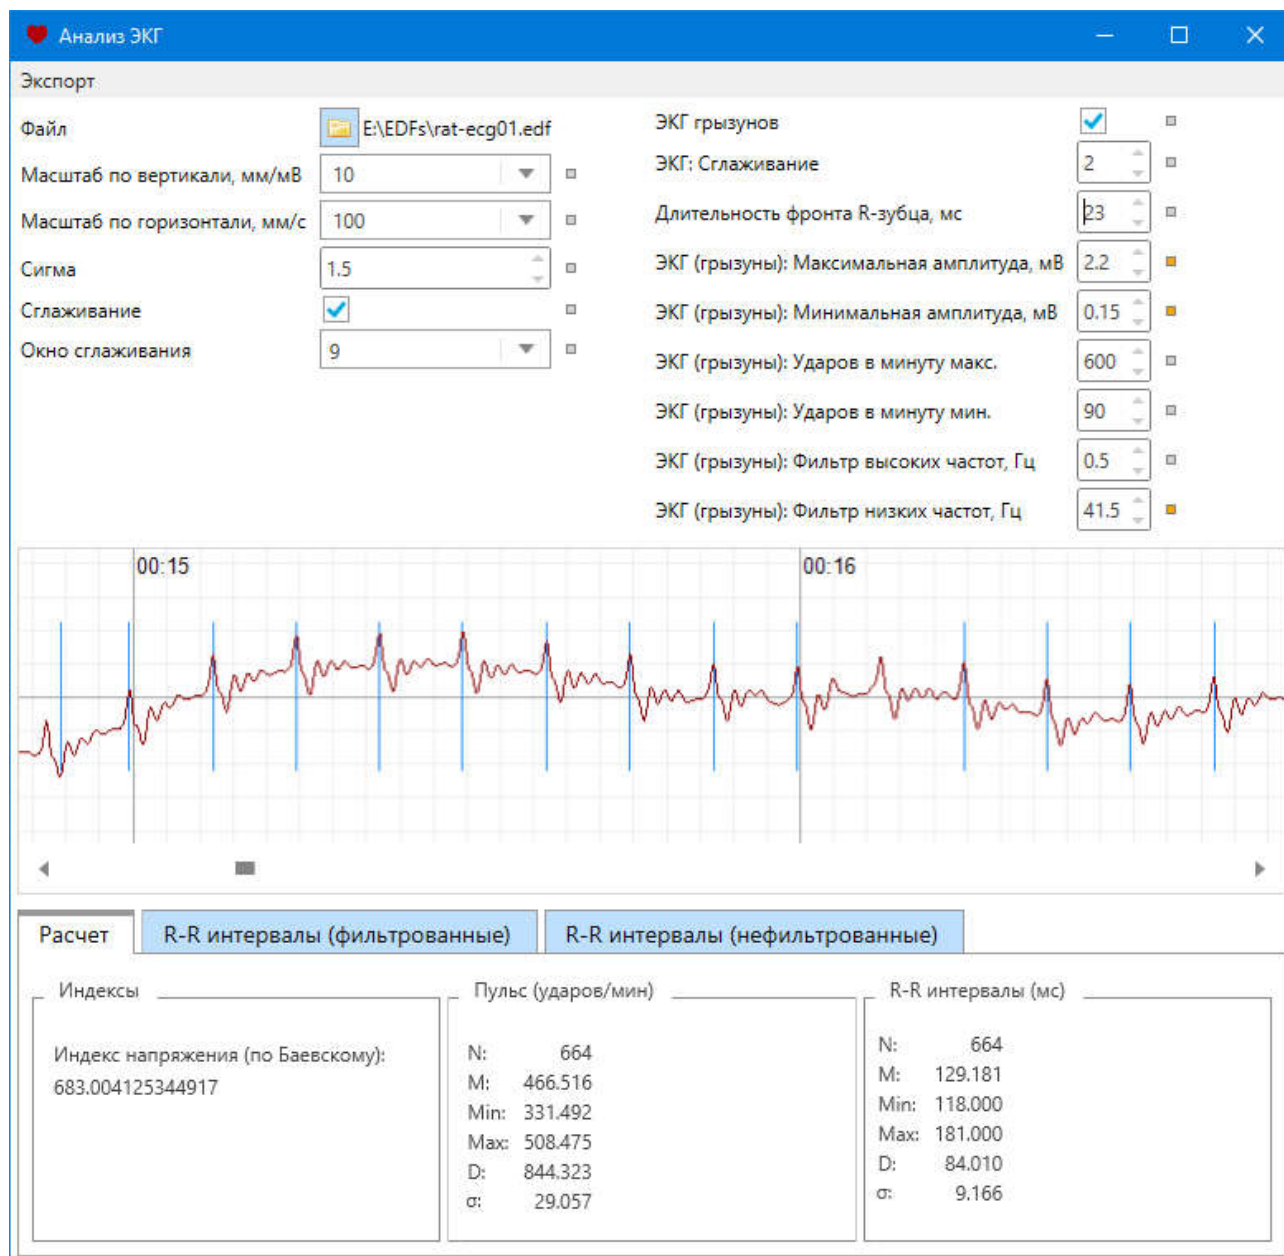 Анализ ЭКГ
Экспорт
Файл
E:\EDFs\rat-ecg01.edf
Масштаб по вертикали, мм/мВ
10
Масштаб по горизонтали, мм/с
100
Сигма
1.5
Сглаживание
Окно сглаживания
9
ЭКГ грызунов
ЭКГ: Сглаживание
2
Длительность фронта R-зубца, мс
23
ЭКГ (грызуны): Максимальная амплитуда, мВ
2.2
ЭКГ (грызуны): Минимальная амплитуда, мВ
0.15
ЭКГ (грызуны): Ударов в минуту макс.
600
ЭКГ (грызуны): Ударов в минуту мин.
90
ЭКГ (грызуны): Фильтр высоких частот, Гц
0.5
ЭКГ (грызуны): Фильтр низких частот, Гц
41.5
00:15
00:16
Расчет
R-R интервалы (фильтрованные)
R-R интервалы (нефильтрованные)
Индексы
Индекс напряжения (по Баевскому):
683.004125344917
Пульс (ударов/мин)
N: 664
M: 466.516
Min: 331.492
Max: 508.475
D: 844.323
σ: 29.057
R-R интервалы (мс)
N: 664
M: 129.181
Min: 118.000
Max: 181.000
D: 84.010
σ: 9.166